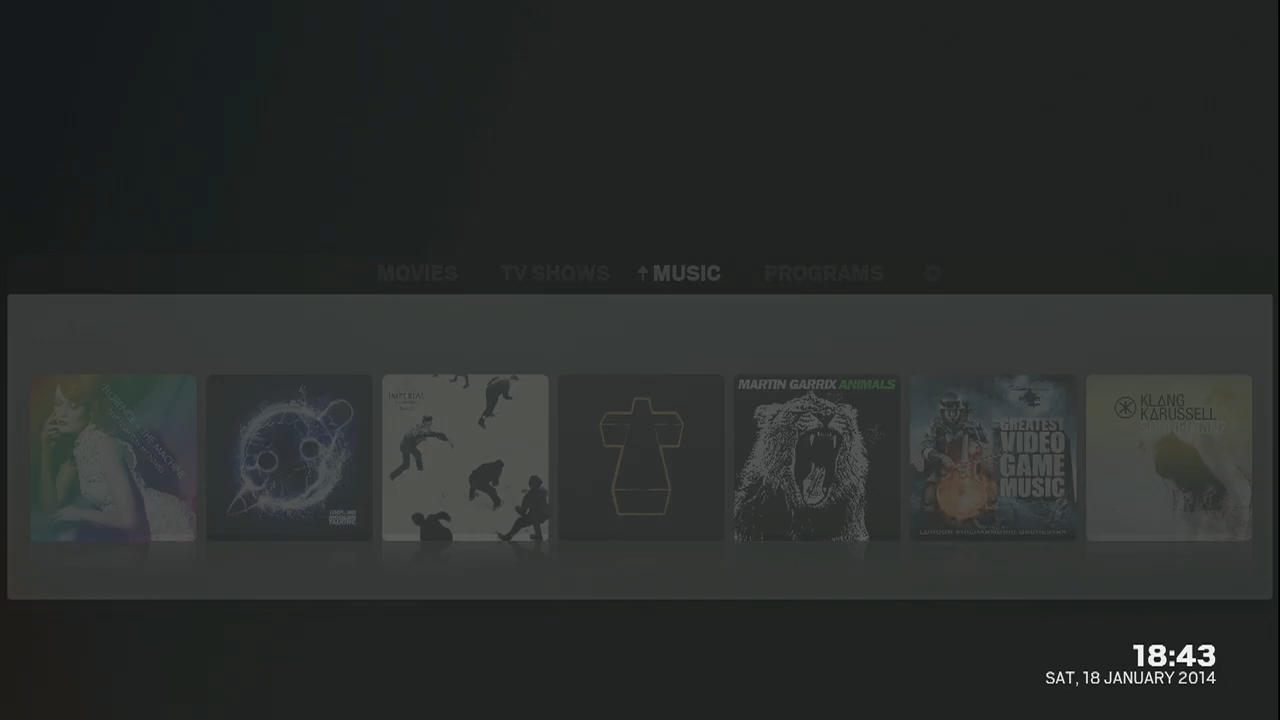 MOVIES
TV SHOWS
↑ MUSIC
PROGRAMS
IMPERIAL
MARTIN GARRIX ANIMALS
GREATEST
VIDEO
GAME
MUSIC
LONDON PHILHARMONIC ORCHESTRA
KLANG
KARUSSELL
18:43
SAT, 18 JANUARY 2014